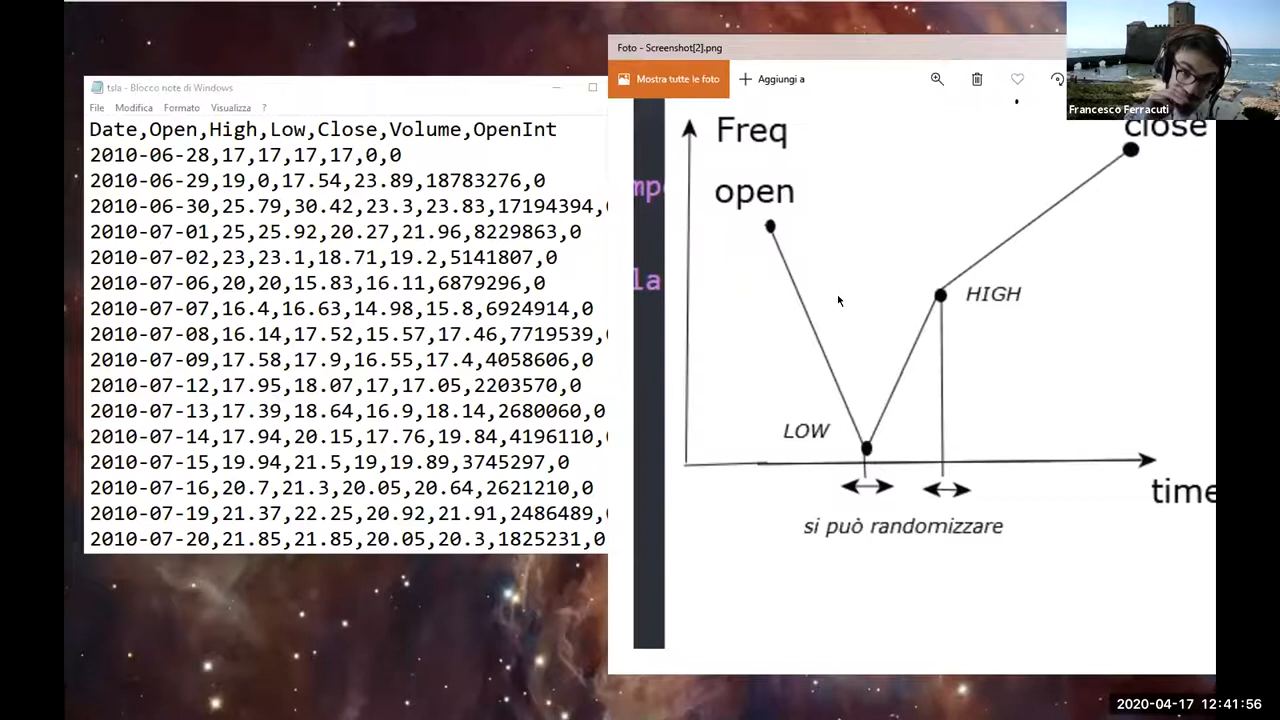 tsla - Blocco note di Windows
File Modifica Formato Visualizza ?
Date,Open,High,Low,Close,Volume,OpenInt
2010-06-28,17,17,17,17,0,0
2010-06-29,19,0,17.54,23.89,18783276,0
2010-06-30,25.79,30.42,23.3,23.83,17194394,
2010-07-01,25,25.92,20.27,21.96,8229863,0
2010-07-02,23,23.1,18.71,19.2,5141807,0
2010-07-06,20,20,15.83,16.11,6879296,0
2010-07-07,16.4,16.63,14.98,15.8,6924914,0
2010-07-08,16.14,17.52,15.57,17.46,7719539,
2010-07-09,17.58,17.9,16.55,17.4,4058606,0
2010-07-12,17.95,18.07,17,17.05,2203570,0
2010-07-13,17.39,18.64,16.9,18.14,2680060,0
2010-07-14,17.94,20.15,17.76,19.84,4196110,
2010-07-15,19.94,21.5,19,19.89,3745297,0
2010-07-16,20.7,21.3,20.05,20.64,2621210,0
2010-07-19,21.37,22.25,20.92,21.91,2486489,
2010-07-20,21.85,21.85,20.05,20.3,1825231,0
Foto - Screenshot[2].png
Mostra tutte le foto Aggiungi a
Francesco Ferracuti
Freq
close
open
mp
la
HIGH
LOW
time
si può randomizzare
2020-04-17 12:41:56